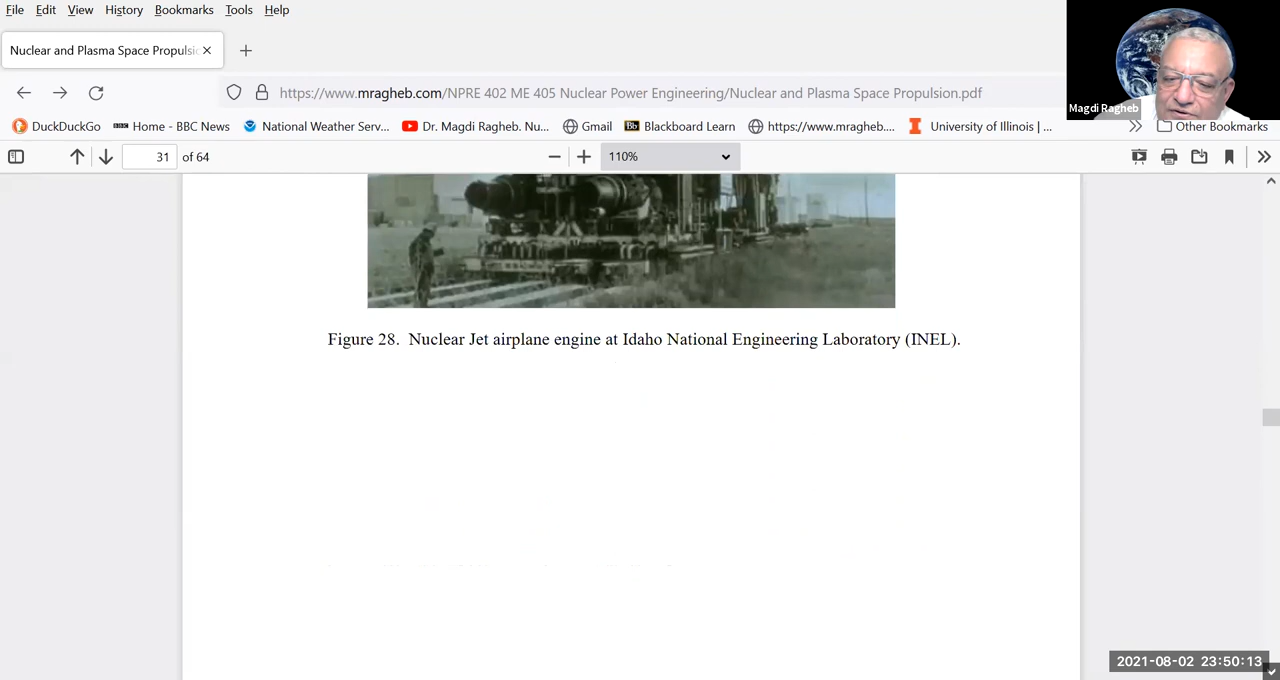 File Edit View History Bookmarks Tools Help
Nuclear and Plasma Space Propulsi
https://www.mragheb.com/NPRE 402 ME 405 Nuclear Power Engineering/Nuclear and Plasma Space Propulsion.pdf
Magdi Ragheb
DuckDuckGo BBC Home - BBC News National Weather Serv... Dr. Magdi Ragheb. Nu... Gmail Bb Blackboard Learn https://www.mragheb.... University of Illinois | ... Other Bookmarks
31 of 64 110%
Figure 28. Nuclear Jet airplane engine at Idaho National Engineering Laboratory (INEL).
2021-08-02 23:50:13